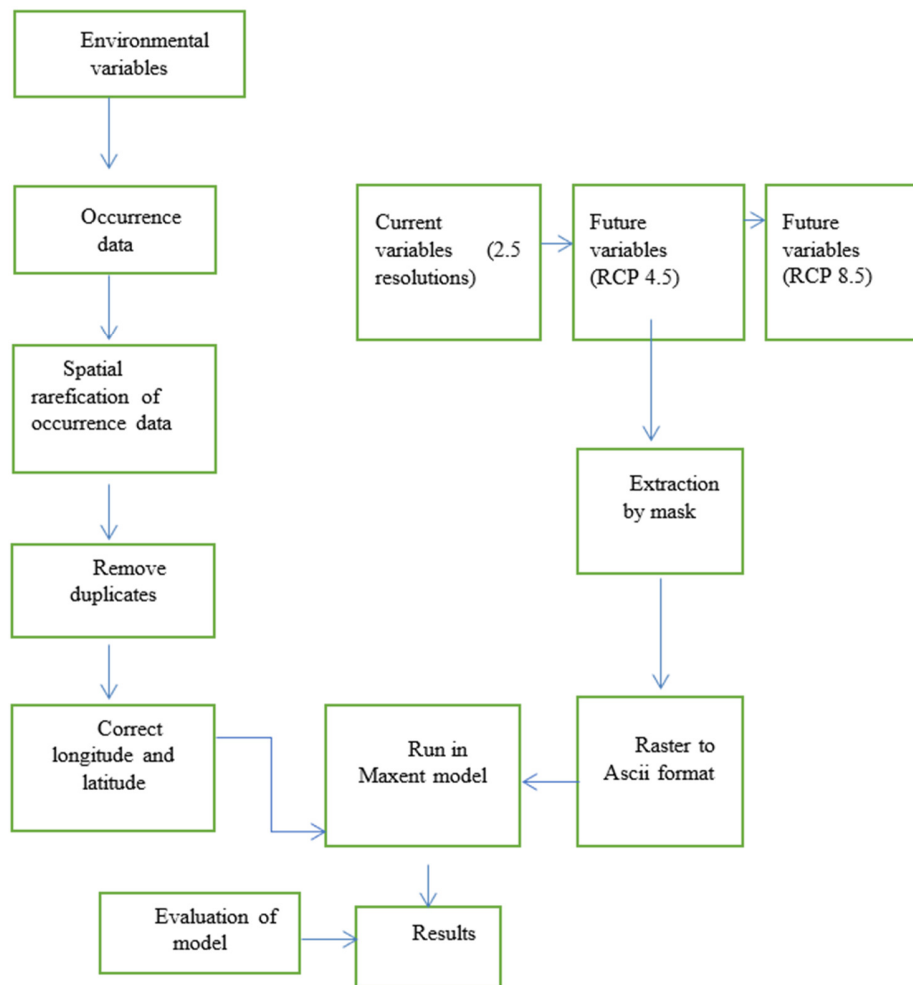 Environmental
variables
Occurrence
data
Spatial
rarefication of
occurrence data
Remove
duplicates
Correct
longitude and
latitude
Current
variables (2.5
resolutions)
Future
variables
(RCP 4.5)
Future
variables
(RCP 8.5)
Extraction
by mask
Raster to
Ascii format
Run in
Maxent model
Evaluation of
model
Results